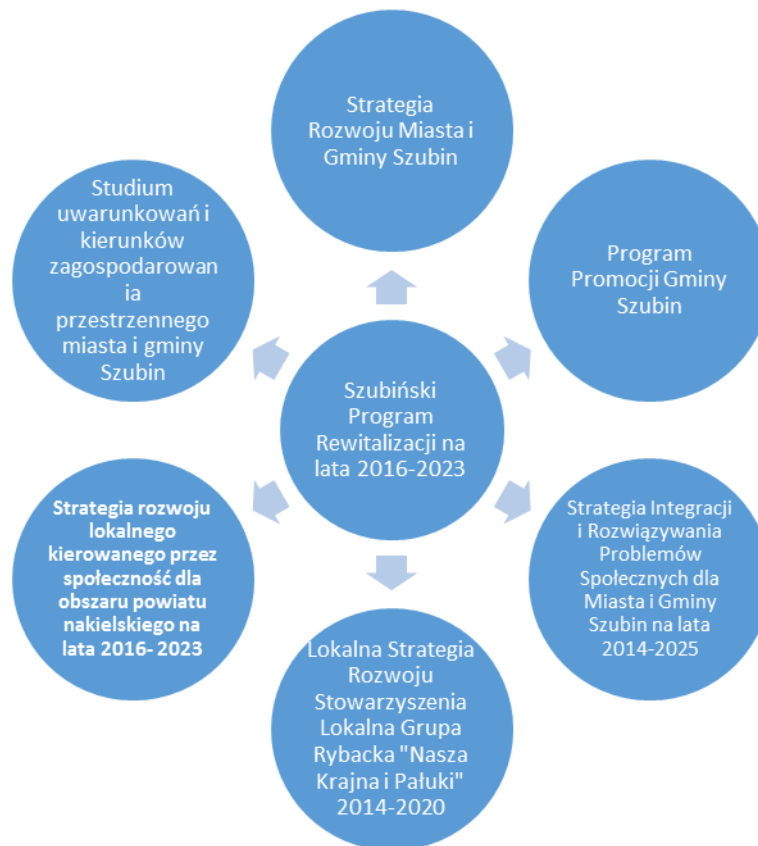 Strategia
Rozwoju Miasta i
Gminy Szubin
Studium
uwarunkowań i
kierunków
zagospodarowan
ia
przestrzennego
miasta i gminy
Szubin
Program
Promocji Gminy
Szubin
Szubiński
Program
Rewitalizacji na
lata 2016-2023
Strategia rozwoju
lokalnego
kierowanego przez
społeczność dla
obszaru powiatu
nakielskiego na
lata 2016- 2023
Strategia Integracji
i Rozwiązywania
Problemów
Społecznych dla
Miasta i Gminy
Szubin na lata
2014-2025
Lokalna Strategia
Rozwoju
Stowarzyszenia
Lokalna Grupa
Rybacka "Nasza
Krajna i Pałuki"
2014-2020